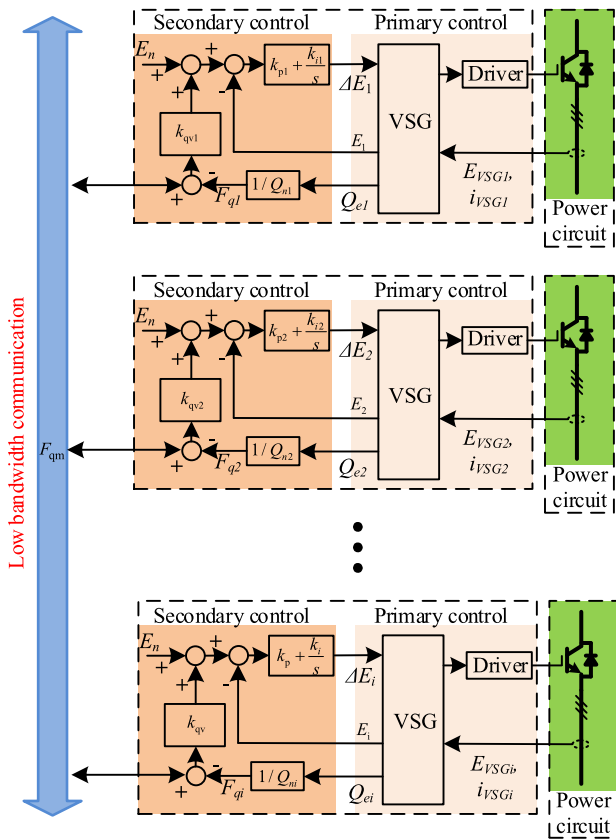 Low bandwidth communication
F_qm
Secondary control
Primary control
E_n
+
+
+
-
k_p1 + k_i1/s
ΔE_1
VSG
Driver
k_qv1
E_1
E_VSG1,
i_VSG1
+
-
F_q1
1/Q_n1
Q_e1
Power
circuit
Secondary control
Primary control
E_n
+
+
+
-
k_p2 + k_i2/s
ΔE_2
VSG
Driver
k_qv2
E_2
E_VSG2,
i_VSG2
+
-
F_q2
1/Q_n2
Q_e2
Power
circuit
Secondary control
Primary control
E_n
+
+
+
-
k_p + k_i/s
ΔE_i
VSG
Driver
k_qv
E_i
E_VSGi,
i_VSGi
+
-
F_qi
1/Q_ni
Q_ei
Power
circuit